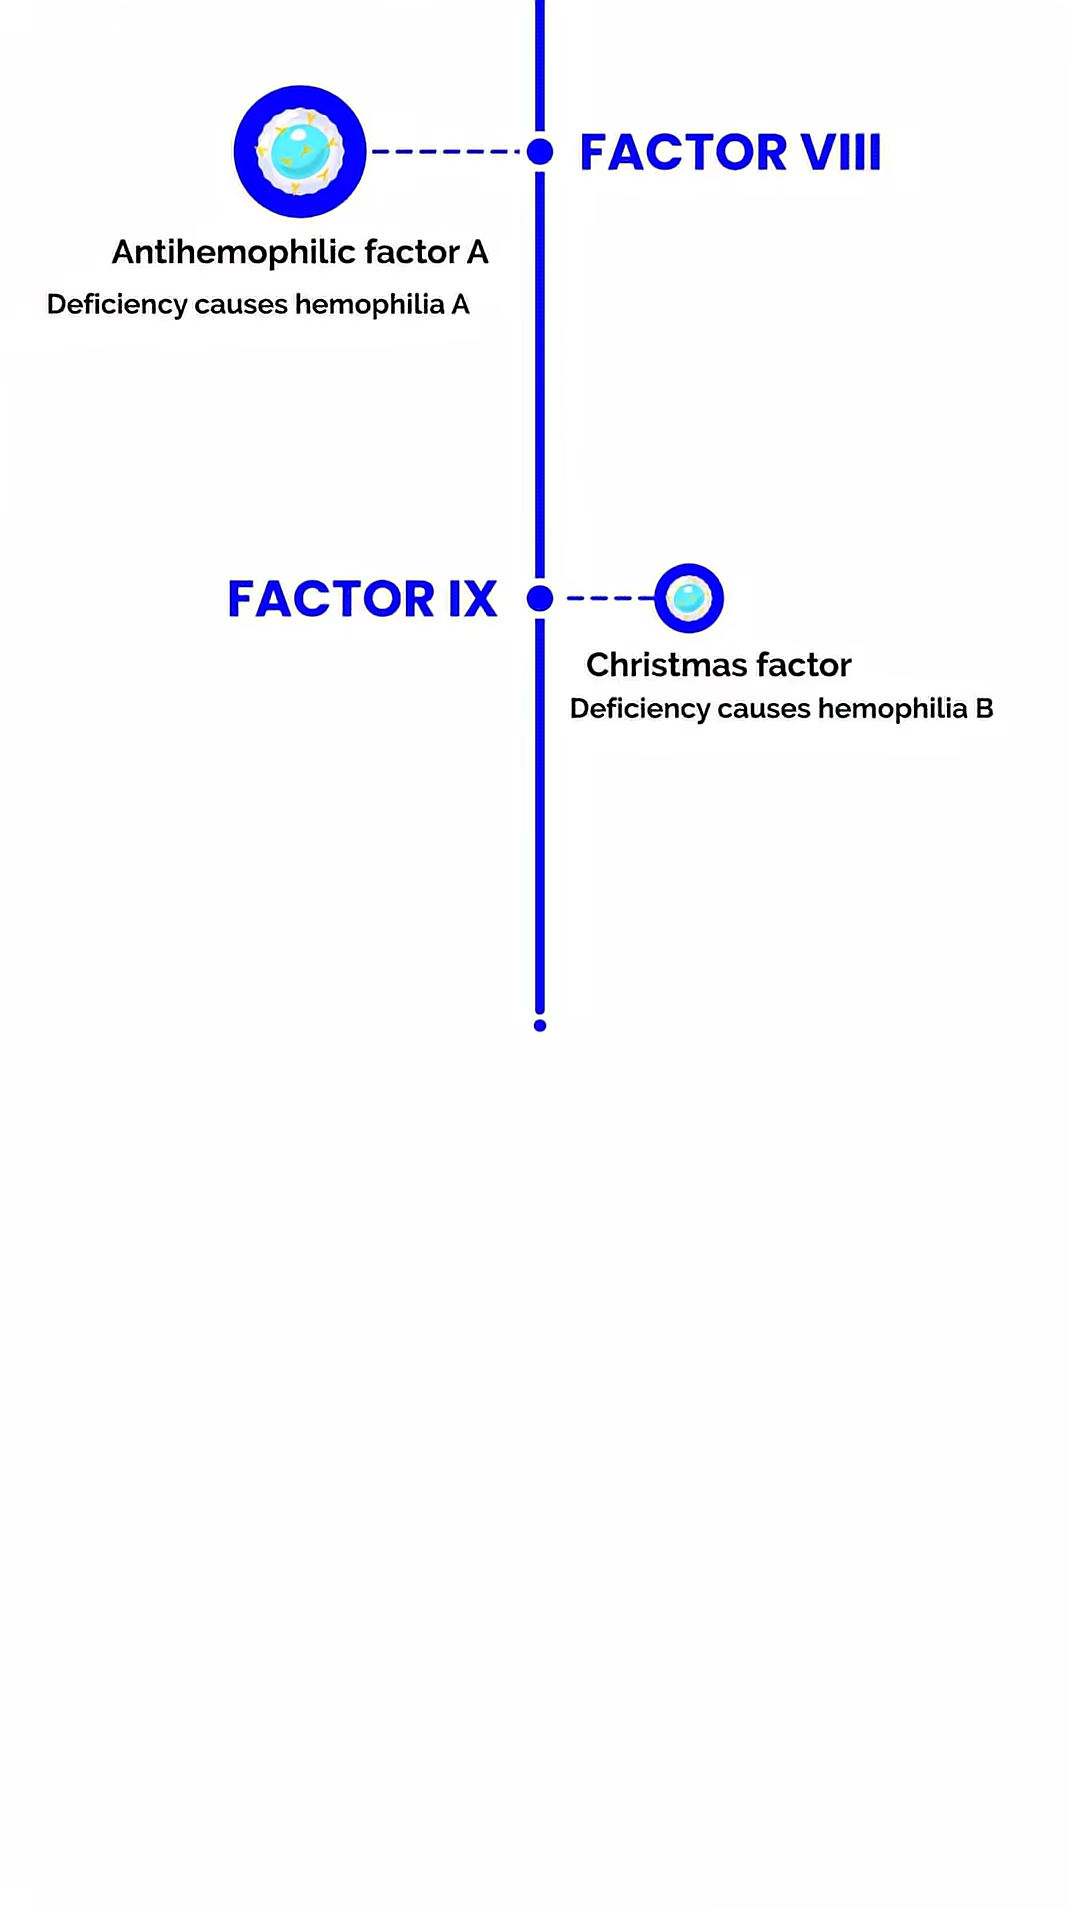 FACTOR VIII
Antihemophilic factor A
Deficiency causes hemophilia A
FACTOR IX
Christmas factor
Deficiency causes hemophilia B